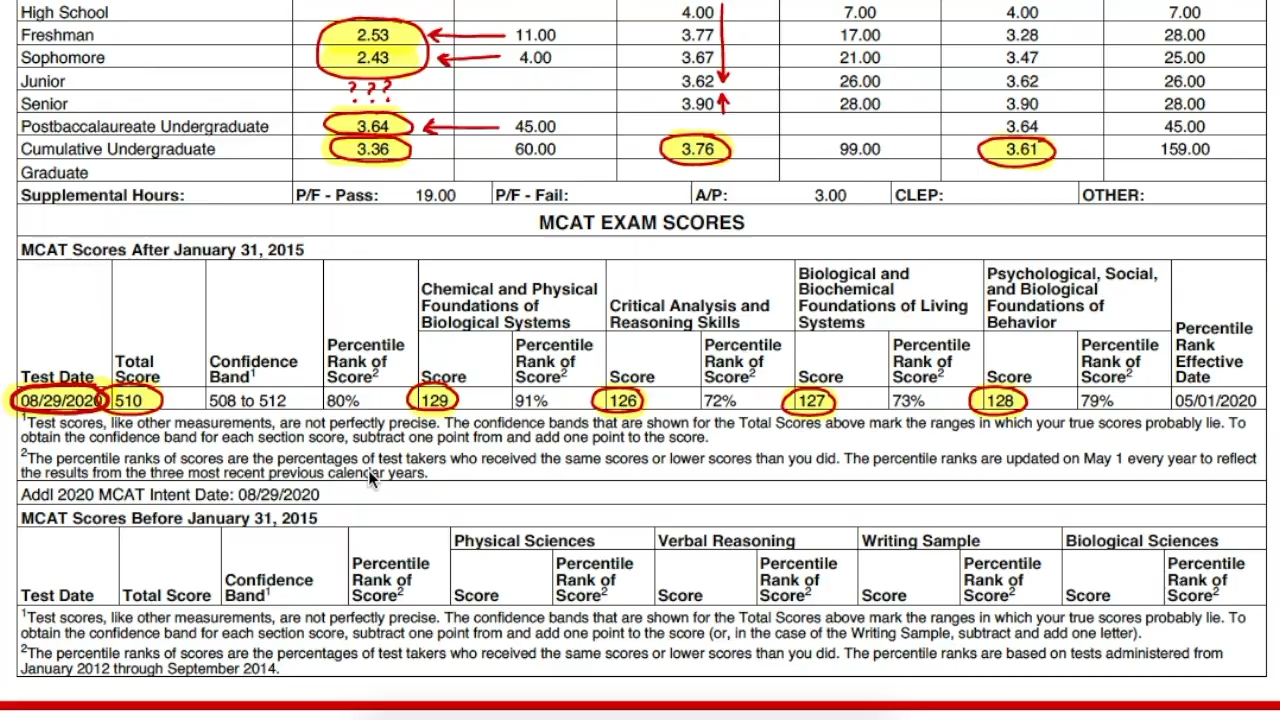 High School 4.00 7.00 4.00 7.00
Freshman 2.53 11.00 3.77 17.00 3.28 28.00
Sophomore 2.43 4.00 3.67 21.00 3.47 25.00
Junior 3.62 26.00 3.62 26.00
? ? ?
Senior 3.90 28.00 3.90 28.00
Postbaccalaureate Undergraduate 3.64 45.00 3.64 45.00
Cumulative Undergraduate 3.36 60.00 3.76 99.00 3.61 159.00
Graduate
Supplemental Hours: P/F - Pass: 19.00 P/F - Fail: A/P: 3.00 CLEP: OTHER:
MCAT EXAM SCORES
MCAT Scores After January 31, 2015
Chemical and Physical
Foundations of
Biological Systems
Critical Analysis and
Reasoning Skills
Biological and
Biochemical
Foundations of Living
Systems
Psychological, Social,
and Biological
Foundations of
Behavior
Test Date
Total
Score
Confidence
Band¹
Percentile
Rank of
Score²
Score
Percentile
Rank of
Score²
Score
Percentile
Rank of
Score²
Score
Percentile
Rank of
Score²
Score
Percentile
Rank of
Score²
Percentile
Rank
Effective
Date
08/29/2020 510 508 to 512 80% 129 91% 126 72% 127 73% 128 79% 05/01/2020
¹Test scores, like other measurements, are not perfectly precise. The confidence bands that are shown for the Total Scores above mark the ranges in which your true scores probably lie. To
obtain the confidence band for each section score, subtract one point from and add one point to the score.
²The percentile ranks of scores are the percentages of test takers who received the same scores or lower scores than you did. The percentile ranks are updated on May 1 every year to reflect
the results from the three most recent previous calendar years.
Addl 2020 MCAT Intent Date: 08/29/2020
MCAT Scores Before January 31, 2015
Physical Sciences Verbal Reasoning Writing Sample Biological Sciences
Test Date
Total Score
Confidence
Band¹
Percentile
Rank of
Score²
Score
Percentile
Rank of
Score²
Score
Percentile
Rank of
Score²
Score
Percentile
Rank of
Score²
Score
Percentile
Rank of
Score²
¹Test scores, like other measurements, are not perfectly precise. The confidence bands that are shown for the Total Scores above mark the ranges in which your true scores probably lie. To
obtain the confidence band for each section score, subtract one point from and add one point to the score (or, in the case of the Writing Sample, subtract and add one letter).
²The percentile ranks of scores are the percentages of test takers who received the same scores or lower scores than you did. The percentile ranks are based on tests administered from
January 2012 through September 2014.